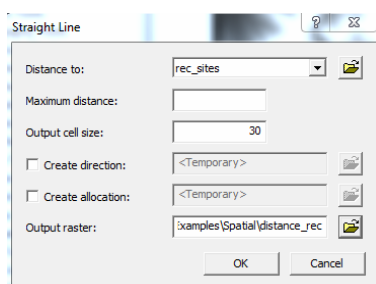 Straight Line
Distance to: rec_sites
Maximum distance:
Output cell size: 30
Create direction: <Temporary>
Create allocation: <Temporary>
Output raster: :xamples\Spatial\distance_rec
OK Cancel